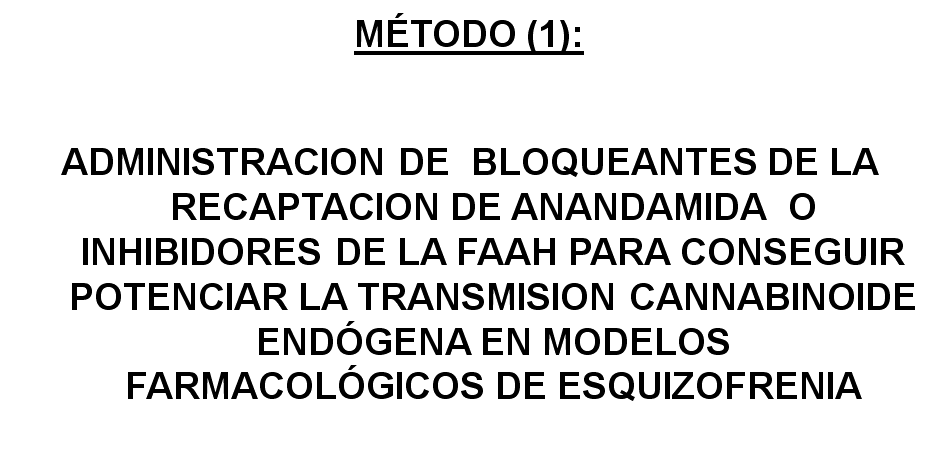 MÉTODO (1):
ADMINISTRACION DE BLOQUEANTES DE LA
RECAPTACION DE ANANDAMIDA O
INHIBIDORES DE LA FAAH PARA CONSEGUIR
POTENCIAR LA TRANSMISION CANNABINOIDE
ENDÓGENA EN MODELOS
FARMACOLÓGICOS DE ESQUIZOFRENIA